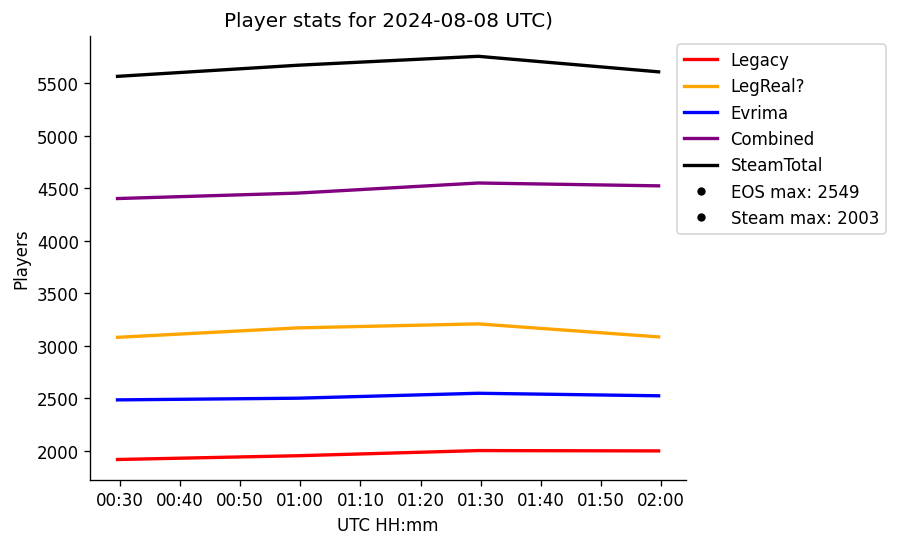 Player stats for 2024-08-08 UTC)
5500
5000
4500
4000
3500
3000
2500
2000
Players
00:30 00:40 00:50 01:00 01:10 01:20 01:30 01:40 01:50 02:00
UTC HH:mm
Legacy
LegReal?
Evrima
Combined
SteamTotal
EOS max: 2549
Steam max: 2003